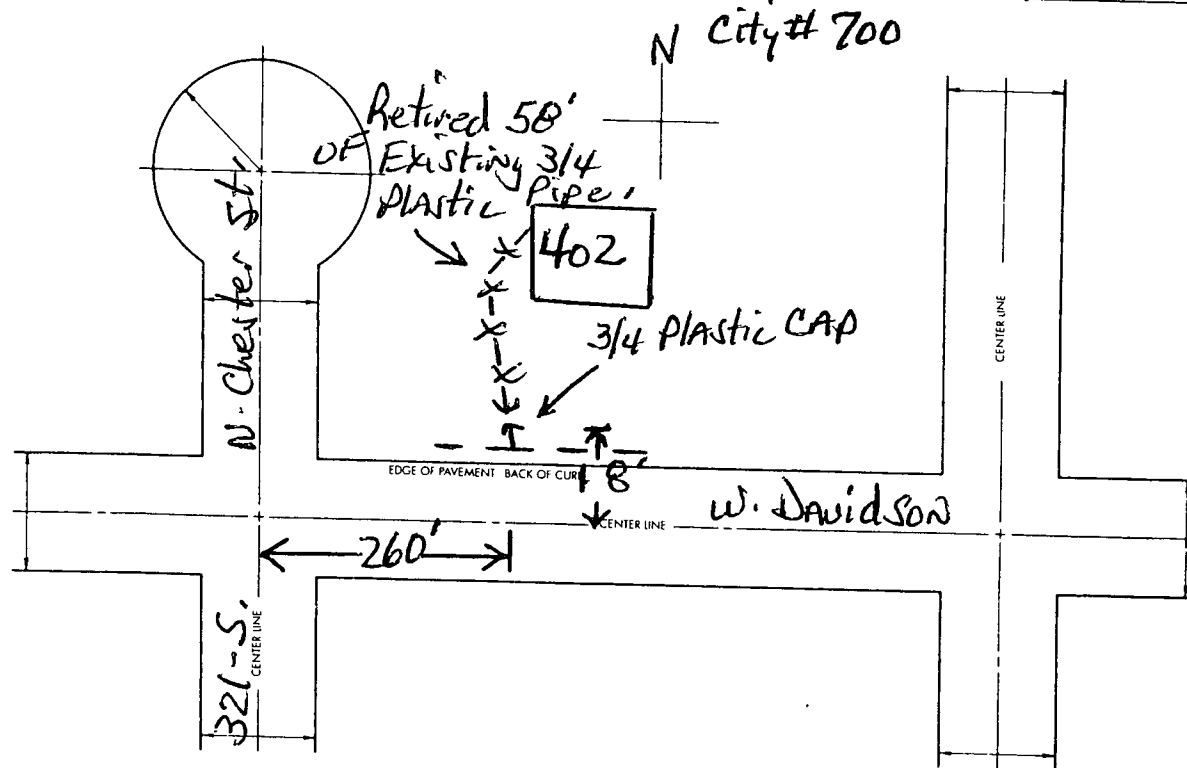 City # 700
N
Retired 58'
OF Existing 3/4
Plastic Pipe.
402
3/4 Plastic CAP
N. Chester St.
CENTER LINE
EDGE OF PAVEMENT BACK OF CURB
18'
CENTER LINE
W. Davidson
260'
321-S.
CENTER LINE